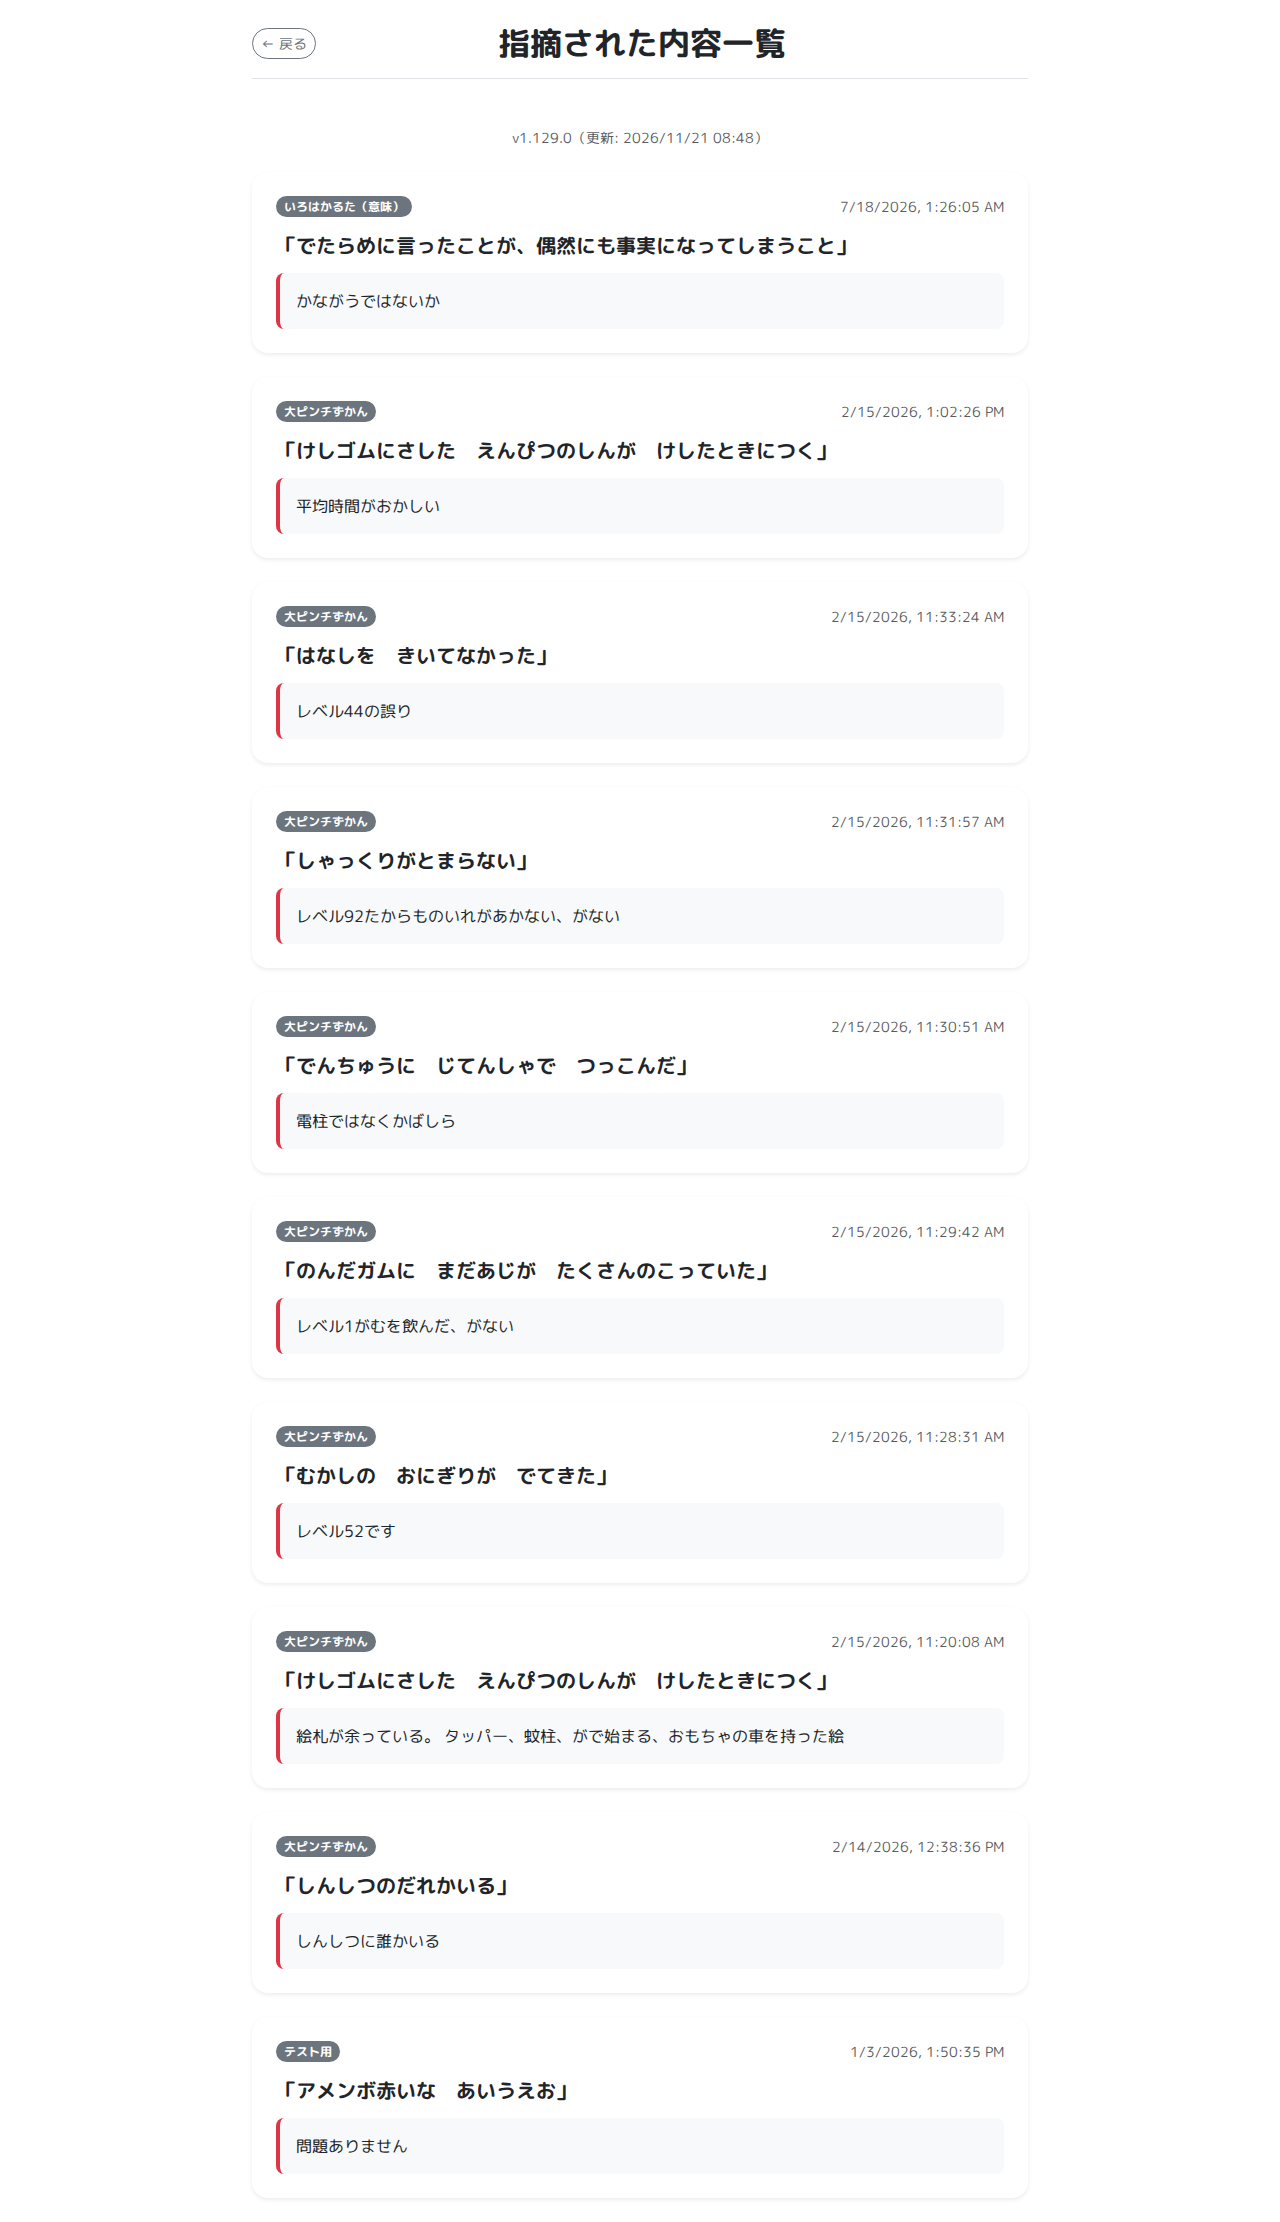 ← 戻る
指摘された内容一覧
v1.129.0（更新: 2026/11/21 08:48）
いろはかるた（意味）
7/18/2026, 1:26:05 AM
「でたらめに言ったことが、偶然にも事実になってしまうこと」
かながうではないか
大ピンチずかん
2/15/2026, 1:02:26 PM
「けしゴムにさした　えんぴつのしんが　けしたときにつく」
平均時間がおかしい
大ピンチずかん
2/15/2026, 11:33:24 AM
「はなしを　きいてなかった」
レベル44の誤り
大ピンチずかん
2/15/2026, 11:31:57 AM
「しゃっくりがとまらない」
レベル92たからものいれがあかない、がない
大ピンチずかん
2/15/2026, 11:30:51 AM
「でんちゅうに　じてんしゃで　つっこんだ」
電柱ではなくかばしら
大ピンチずかん
2/15/2026, 11:29:42 AM
「のんだガムに　まだあじが　たくさんのこっていた」
レベル1がむを飲んだ、がない
大ピンチずかん
2/15/2026, 11:28:31 AM
「むかしの　おにぎりが　でてきた」
レベル52です
大ピンチずかん
2/15/2026, 11:20:08 AM
「けしゴムにさした　えんぴつのしんが　けしたときにつく」
絵札が余っている。 タッパー、蚊柱、がで始まる、おもちゃの車を持った絵
大ピンチずかん
2/14/2026, 12:38:36 PM
「しんしつのだれかいる」
しんしつに誰かいる
テスト用
1/3/2026, 1:50:35 PM
「アメンボ赤いな　あいうえお」
問題ありません